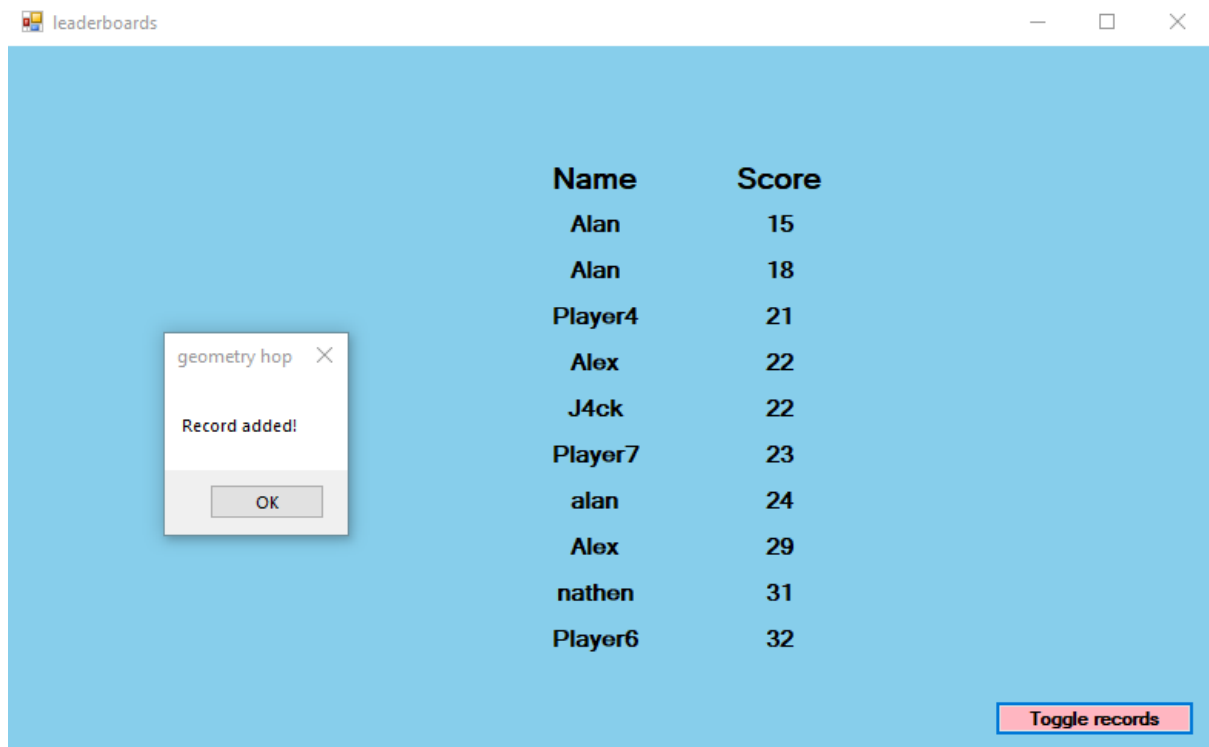 leaderboards
Name Score
Alan 15
Alan 18
Player4 21
Alex 22
J4ck 22
Player7 23
alan 24
Alex 29
nathen 31
Player6 32
geometry hop
Record added!
OK
Toggle records